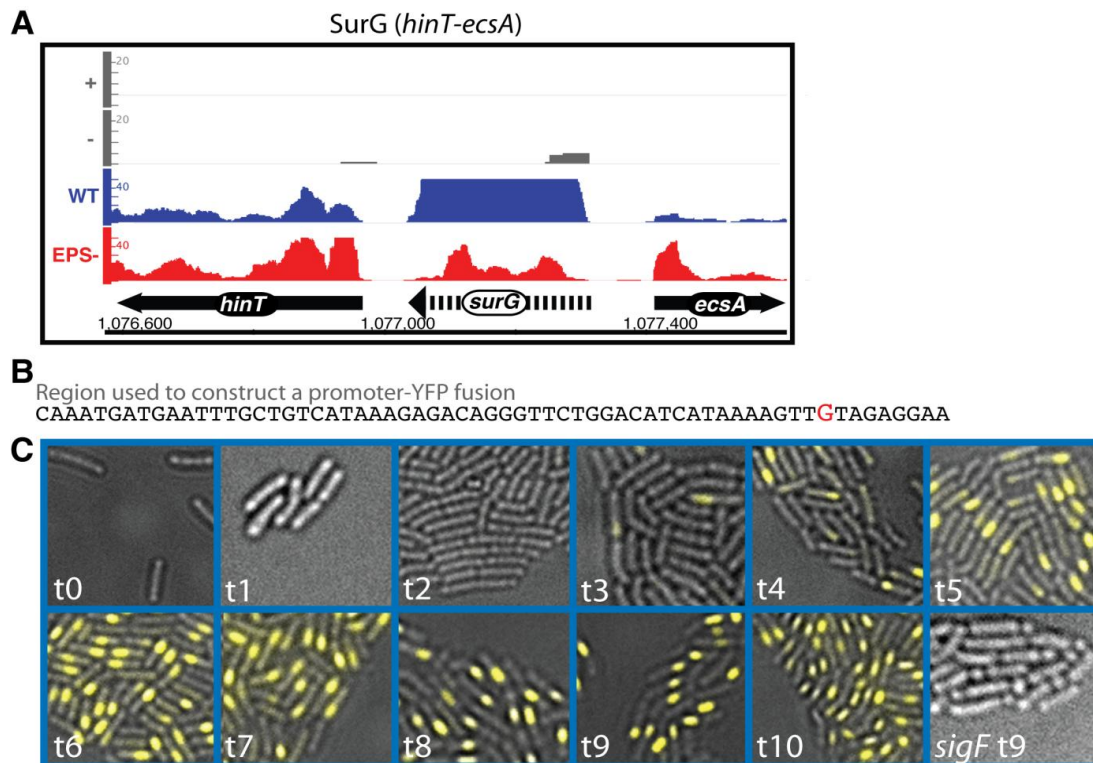 A
SurG (hinT-ecsA)
+
20
-
20
WT
40
EPS-
40
hinT
surG
ecsA
1,076,600
1,077,000
1,077,400
B
Region used to construct a promoter-YFP fusion
CAAATGATGAATTTGCTGTCATAAAGAGACAGGGTTCTGGACATCATAAAAGTTGTAGAGGAA
C
t0
t1
t2
t3
t4
t5
t6
t7
t8
t9
t10
sigF t9